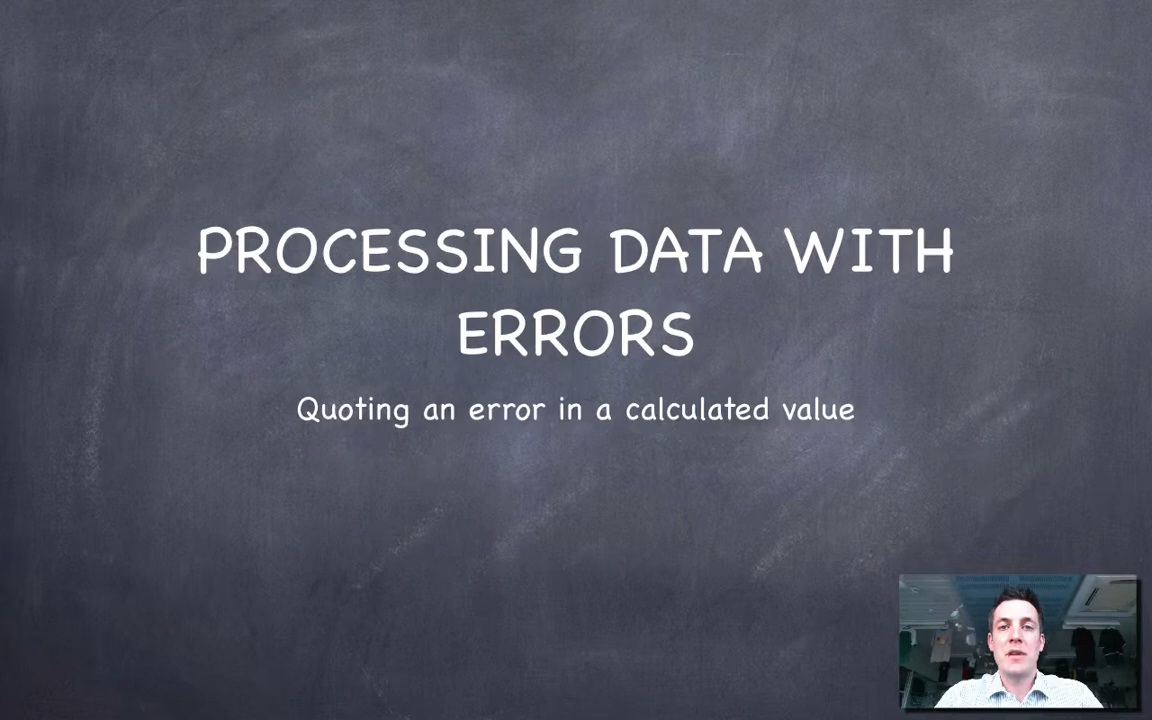 PROCESSING DATA WITH
ERRORS
Quoting an error in a calculated value